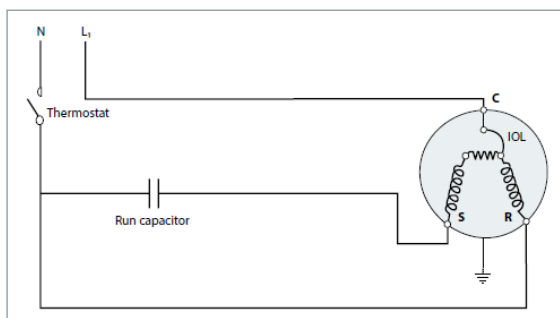 N L₁
C
Thermostat
IOL
S R
Run capacitor